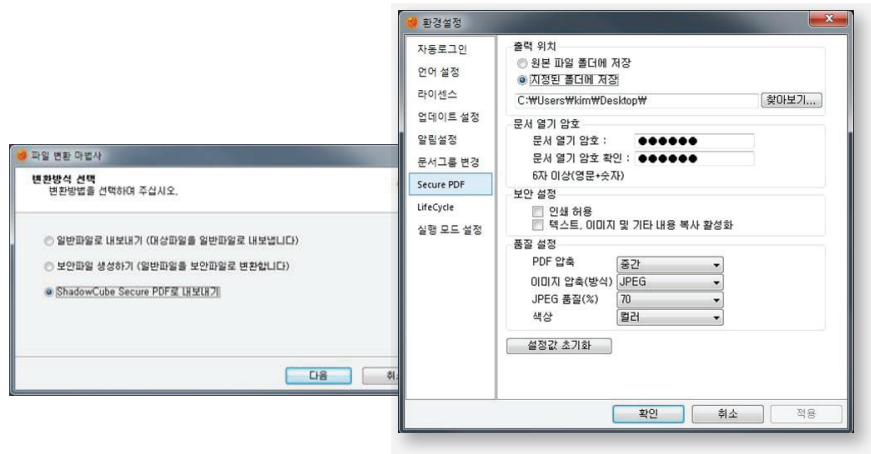 파일 변환 마법사
변환방식 선택
변환방법을 선택하여 주십시오.
일반파일로 내보내기 (대상파일을 일반파일로 내보냅니다)
보안파일 생성하기 (일반파일을 보안파일로 변환합니다)
ShadowCube Secure PDF로 내보내기
다음
환경설정
자동로그인
언어 설정
라이센스
업데이트 설정
알림설정
문서그룹 변경
Secure PDF
LifeCycle
실행 모드 설정
출력 위치
원본 파일 폴더에 저장
지정된 폴더에 저장
C:₩Users₩kim₩Desktop₩
찾아보기...
문서 열기 암호
문서 열기 암호 : ●●●●●●
문서 열기 암호 확인 : ●●●●●●
6자 이상(영문+숫자)
보안 설정
인쇄 허용
텍스트, 이미지 및 기타 내용 복사 활성화
품질 설정
PDF 압축 중간
이미지 압축(방식) JPEG
JPEG 품질(%) 70
색상 컬러
설정값 초기화
확인 취소 적용